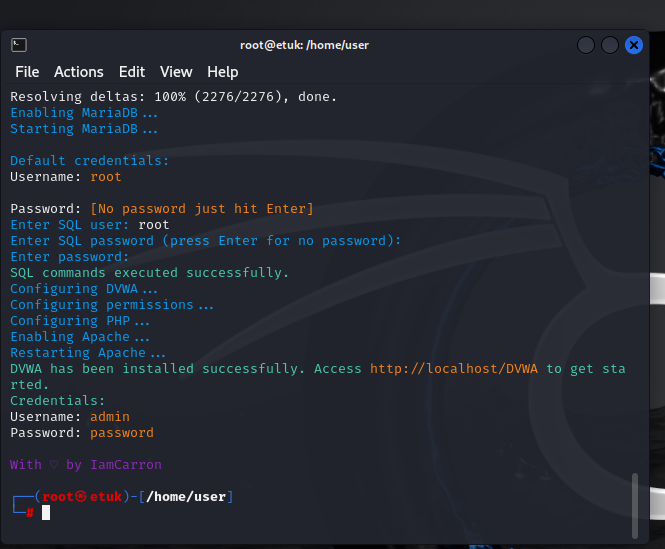 root@etuk: /home/user
File Actions Edit View Help
Resolving deltas: 100% (2276/2276), done.
Enabling MariaDB...
Starting MariaDB...
Default credentials:
Username: root
Password: [No password just hit Enter]
Enter SQL user: root
Enter SQL password (press Enter for no password):
Enter password:
SQL commands executed successfully.
Configuring DVWA...
Configuring permissions...
Configuring PHP...
Enabling Apache...
Restarting Apache...
DVWA has been installed successfully. Access http://localhost/DVWA to get sta
rted.
Credentials:
Username: admin
Password: password
With ♡ by IamCarron
┌──(root㉿etuk)-[/home/user]
└─#